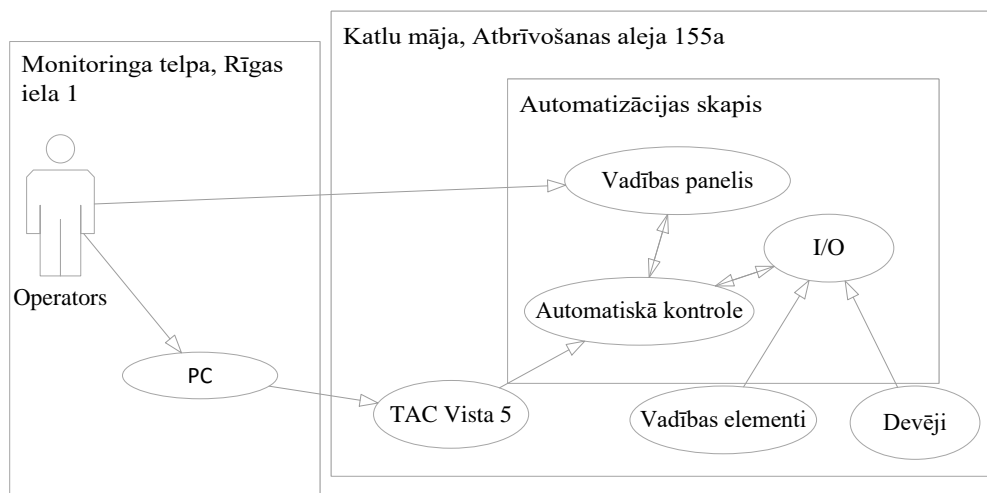 Katlu māja, Atbrīvošanas aleja 155a
Monitoringa telpa, Rīgas
iela 1
Automatizācijas skapis
Vadības panelis
I/O
Operators
Automatiskā kontrole
PC
TAC Vista 5
Vadības elementi
Devēji